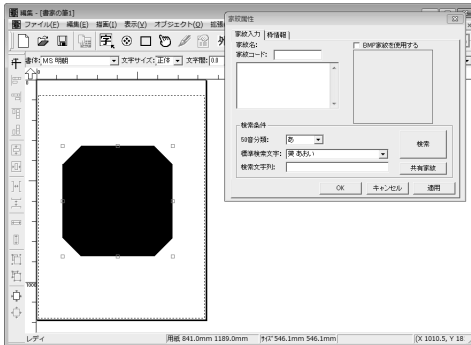 編集 - [書家の筆1]
ファイル(F) 編集(E) 描画(I) 表示(V) オブジェクト(O) 拡張
書体: MS 明朝 文字サイズ: 正体 文字間: 0.0
0
1000
家紋属性
家紋入力 枠情報
家紋名:
家紋コード:
BMP家紋を使用する
検索条件
50音分類: あ
標準検索文字: 葵 あおい
検索文字列:
検索
共有家紋
OK キャンセル 適用
レディ 用紙 841.0mm 1189.0mm サイズ 546.1mm 546.1mm [X 1010.5, Y 18